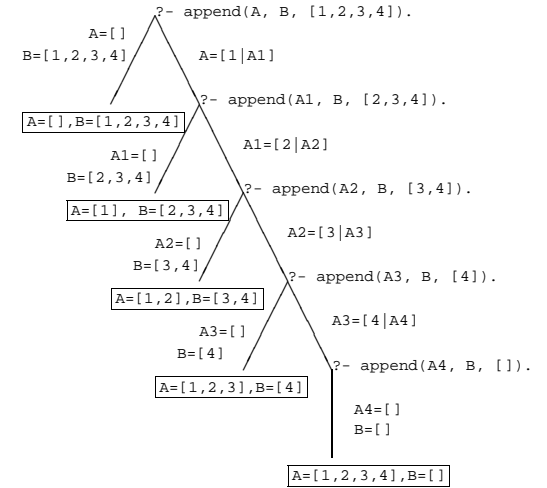 ?- append(A, B, [1,2,3,4]).
A=[]
B=[1,2,3,4]
A=[1|A1]
?- append(A1, B, [2,3,4]).
A=[],B=[1,2,3,4]
A1=[2|A2]
A1=[]
B=[2,3,4]
?- append(A2, B, [3,4]).
A=[1], B=[2,3,4]
A2=[3|A3]
A2=[]
B=[3,4]
?- append(A3, B, [4]).
A=[1,2],B=[3,4]
A3=[4|A4]
A3=[]
B=[4]
?- append(A4, B, []).
A=[1,2,3],B=[4]
A4=[]
B=[]
A=[1,2,3,4],B=[]